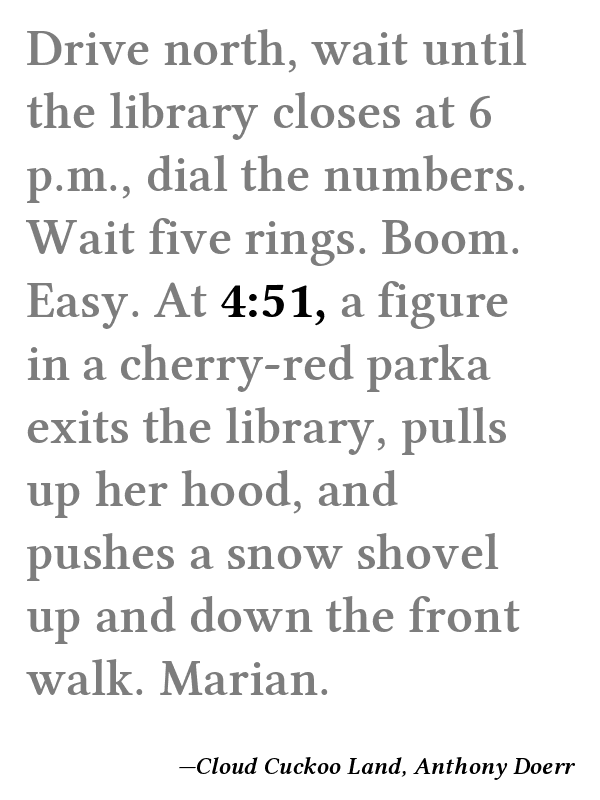 Drive north, wait until
the library closes at 6
p.m., dial the numbers.
Wait five rings. Boom.
Easy. At 4:51, a figure
in a cherry-red parka
exits the library, pulls
up her hood, and
pushes a snow shovel
up and down the front
walk. Marian.
—Cloud Cuckoo Land, Anthony Doerr